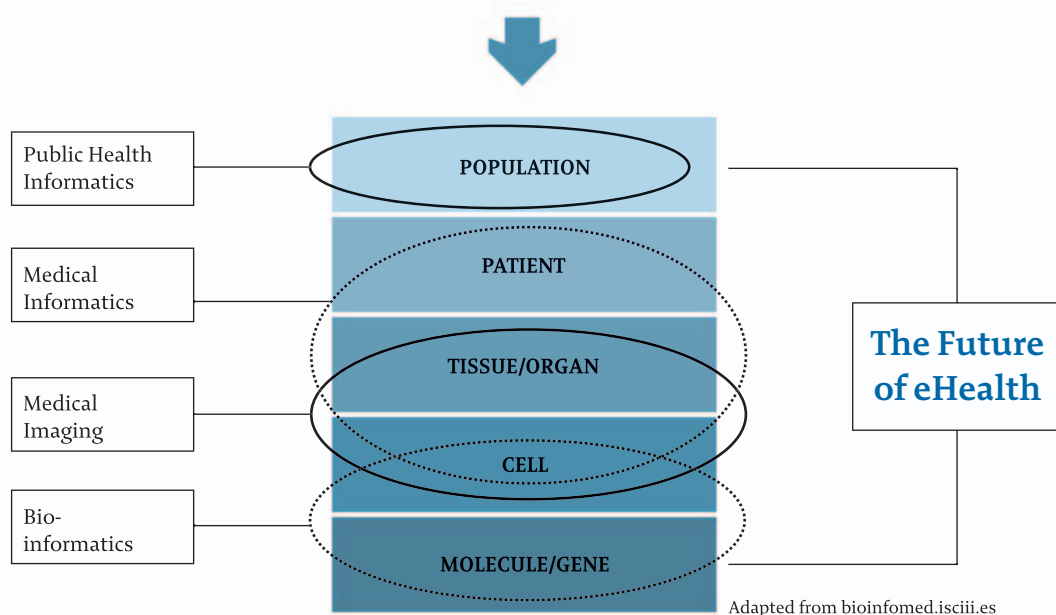 Public Health
Informatics
POPULATION
Medical
Informatics
PATIENT
TISSUE/ORGAN
The Future
of eHealth
Medical
Imaging
CELL
Bio-
informatics
MOLECULE/GENE
Adapted from bioinfomed.isciii.es